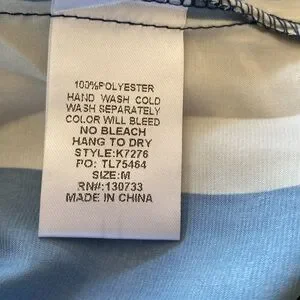 100%POLYESTER
HAND WASH COLD
WASH SEPARATELY
COLOR WILL BLEED
NO BLEACH
HANG TO DRY
STYLE:K7276
PO: TL75464
SIZE:M
RN#:130733
MADE IN CHINA